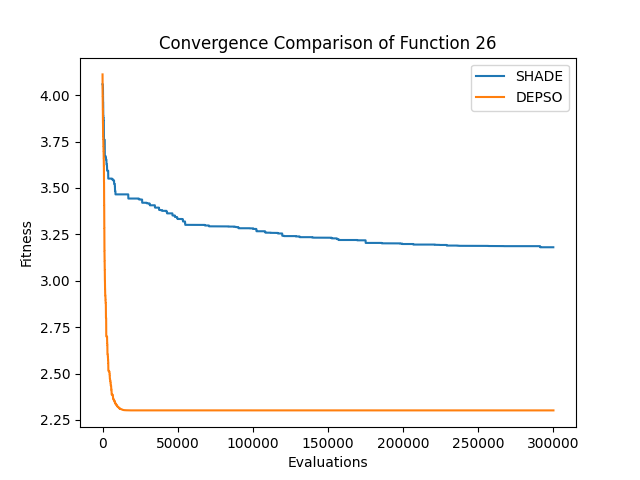 Convergence Comparison of Function 26
SHADE
DEPSO
4.00
3.75
3.50
3.25
3.00
2.75
2.50
2.25
Fitness
0 50000 100000 150000 200000 250000 300000
Evaluations